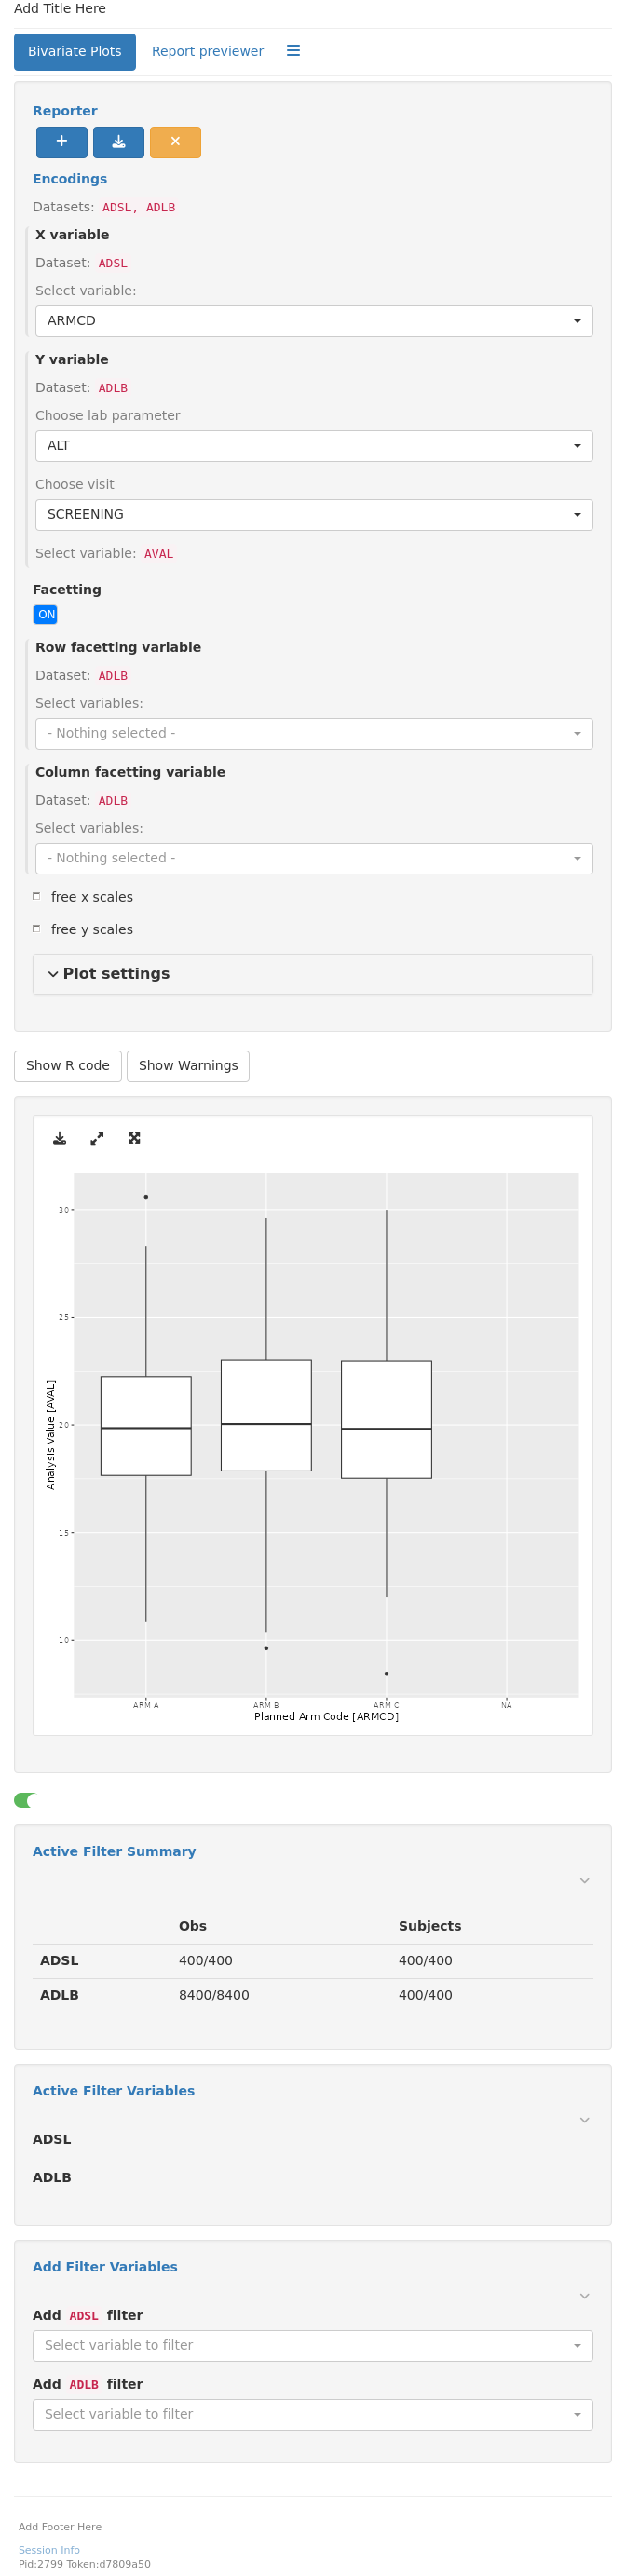 Add Title Here
Bivariate Plots Report previewer
Reporter
Encodings
Datasets: ADSL, ADLB
X variable
Dataset: ADSL
Select variable:
ARMCD
Y variable
Dataset: ADLB
Choose lab parameter
ALT
Choose visit
SCREENING
Select variable: AVAL
Facetting
ON
Row facetting variable
Dataset: ADLB
Select variables:
- Nothing selected -
Column facetting variable
Dataset: ADLB
Select variables:
- Nothing selected -
free x scales
free y scales
Plot settings
Show R code Show Warnings
30
25
20
15
10
Analysis Value [AVAL]
ARM A ARM B ARM C NA
Planned Arm Code [ARMCD]
Active Filter Summary
Obs Subjects
ADSL 400/400 400/400
ADLB 8400/8400 400/400
Active Filter Variables
ADSL
ADLB
Add Filter Variables
Add ADSL filter
Select variable to filter
Add ADLB filter
Select variable to filter
Add Footer Here
Session Info
Pid:2799 Token:d7809a50